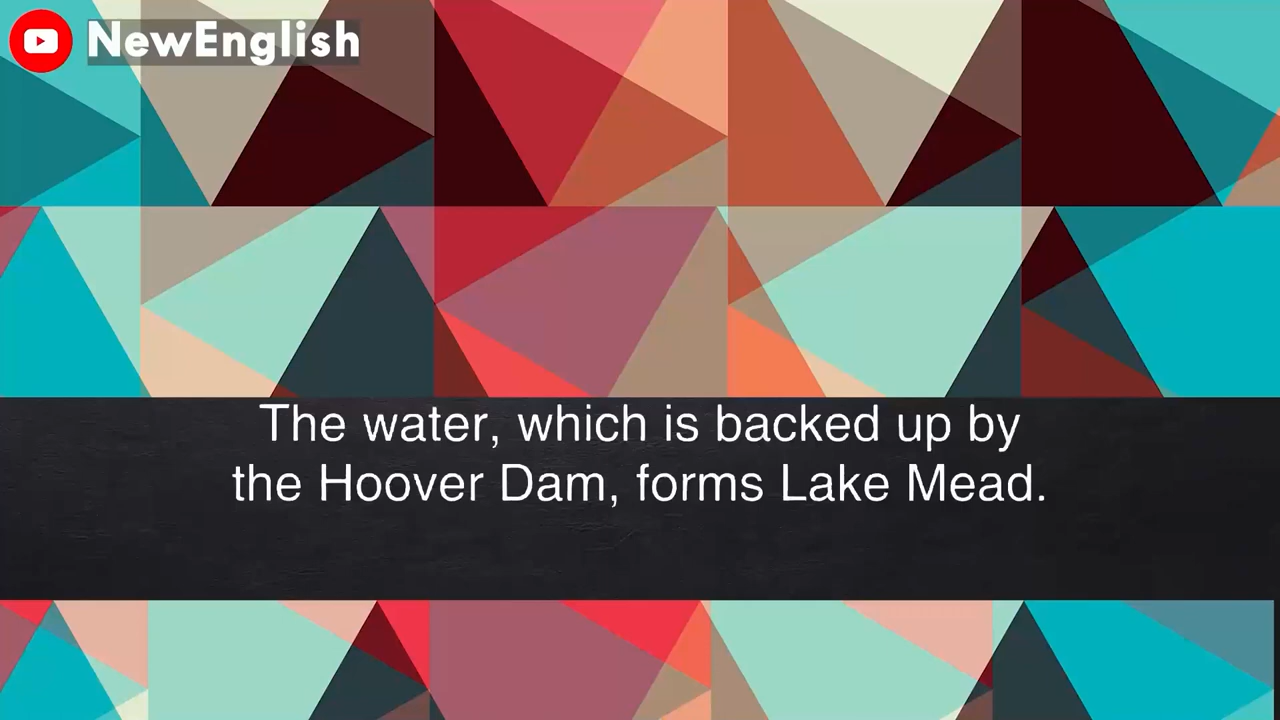 NewEnglish
The water, which is backed up by
the Hoover Dam, forms Lake Mead.